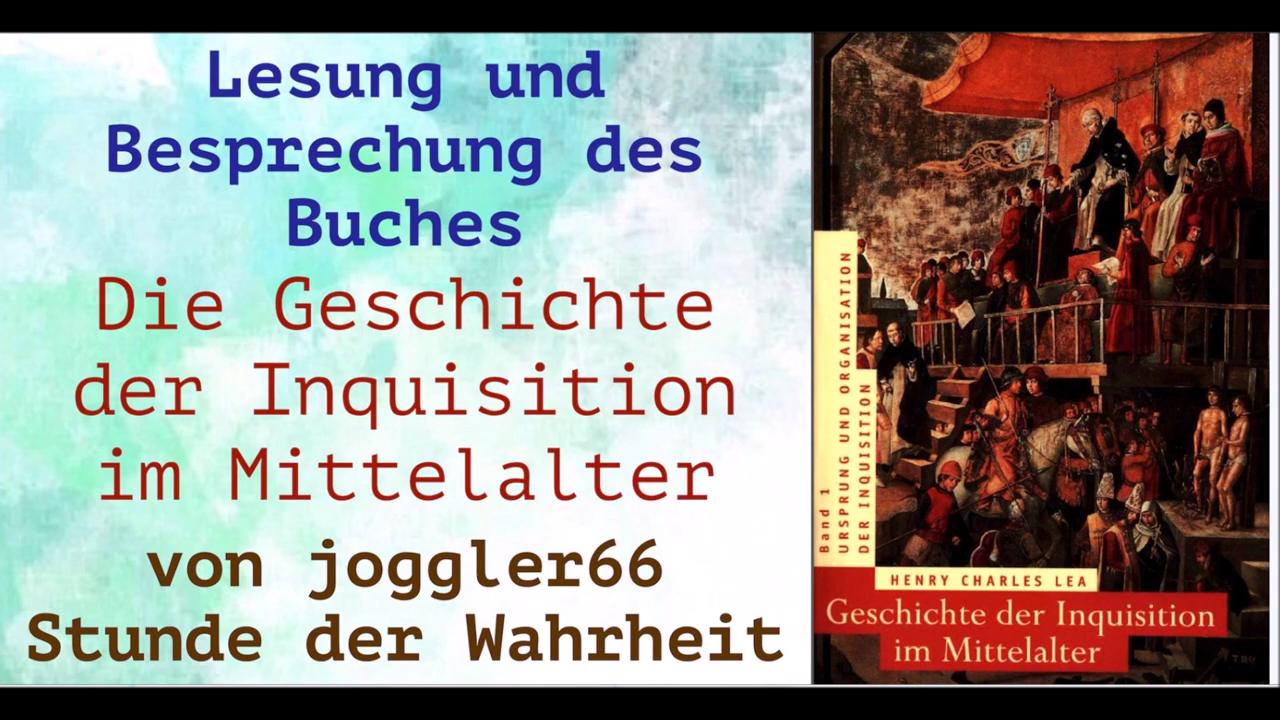 Lesung und
Besprechung des
Buches
Die Geschichte
der Inquisition
im Mittelalter
von joggler66
Stunde der Wahrheit
Band 1
URSPRUNG UND ORGANISATION
DER INQUISITION
HENRY CHARLES LEA
Geschichte der Inquisition
im Mittelalter